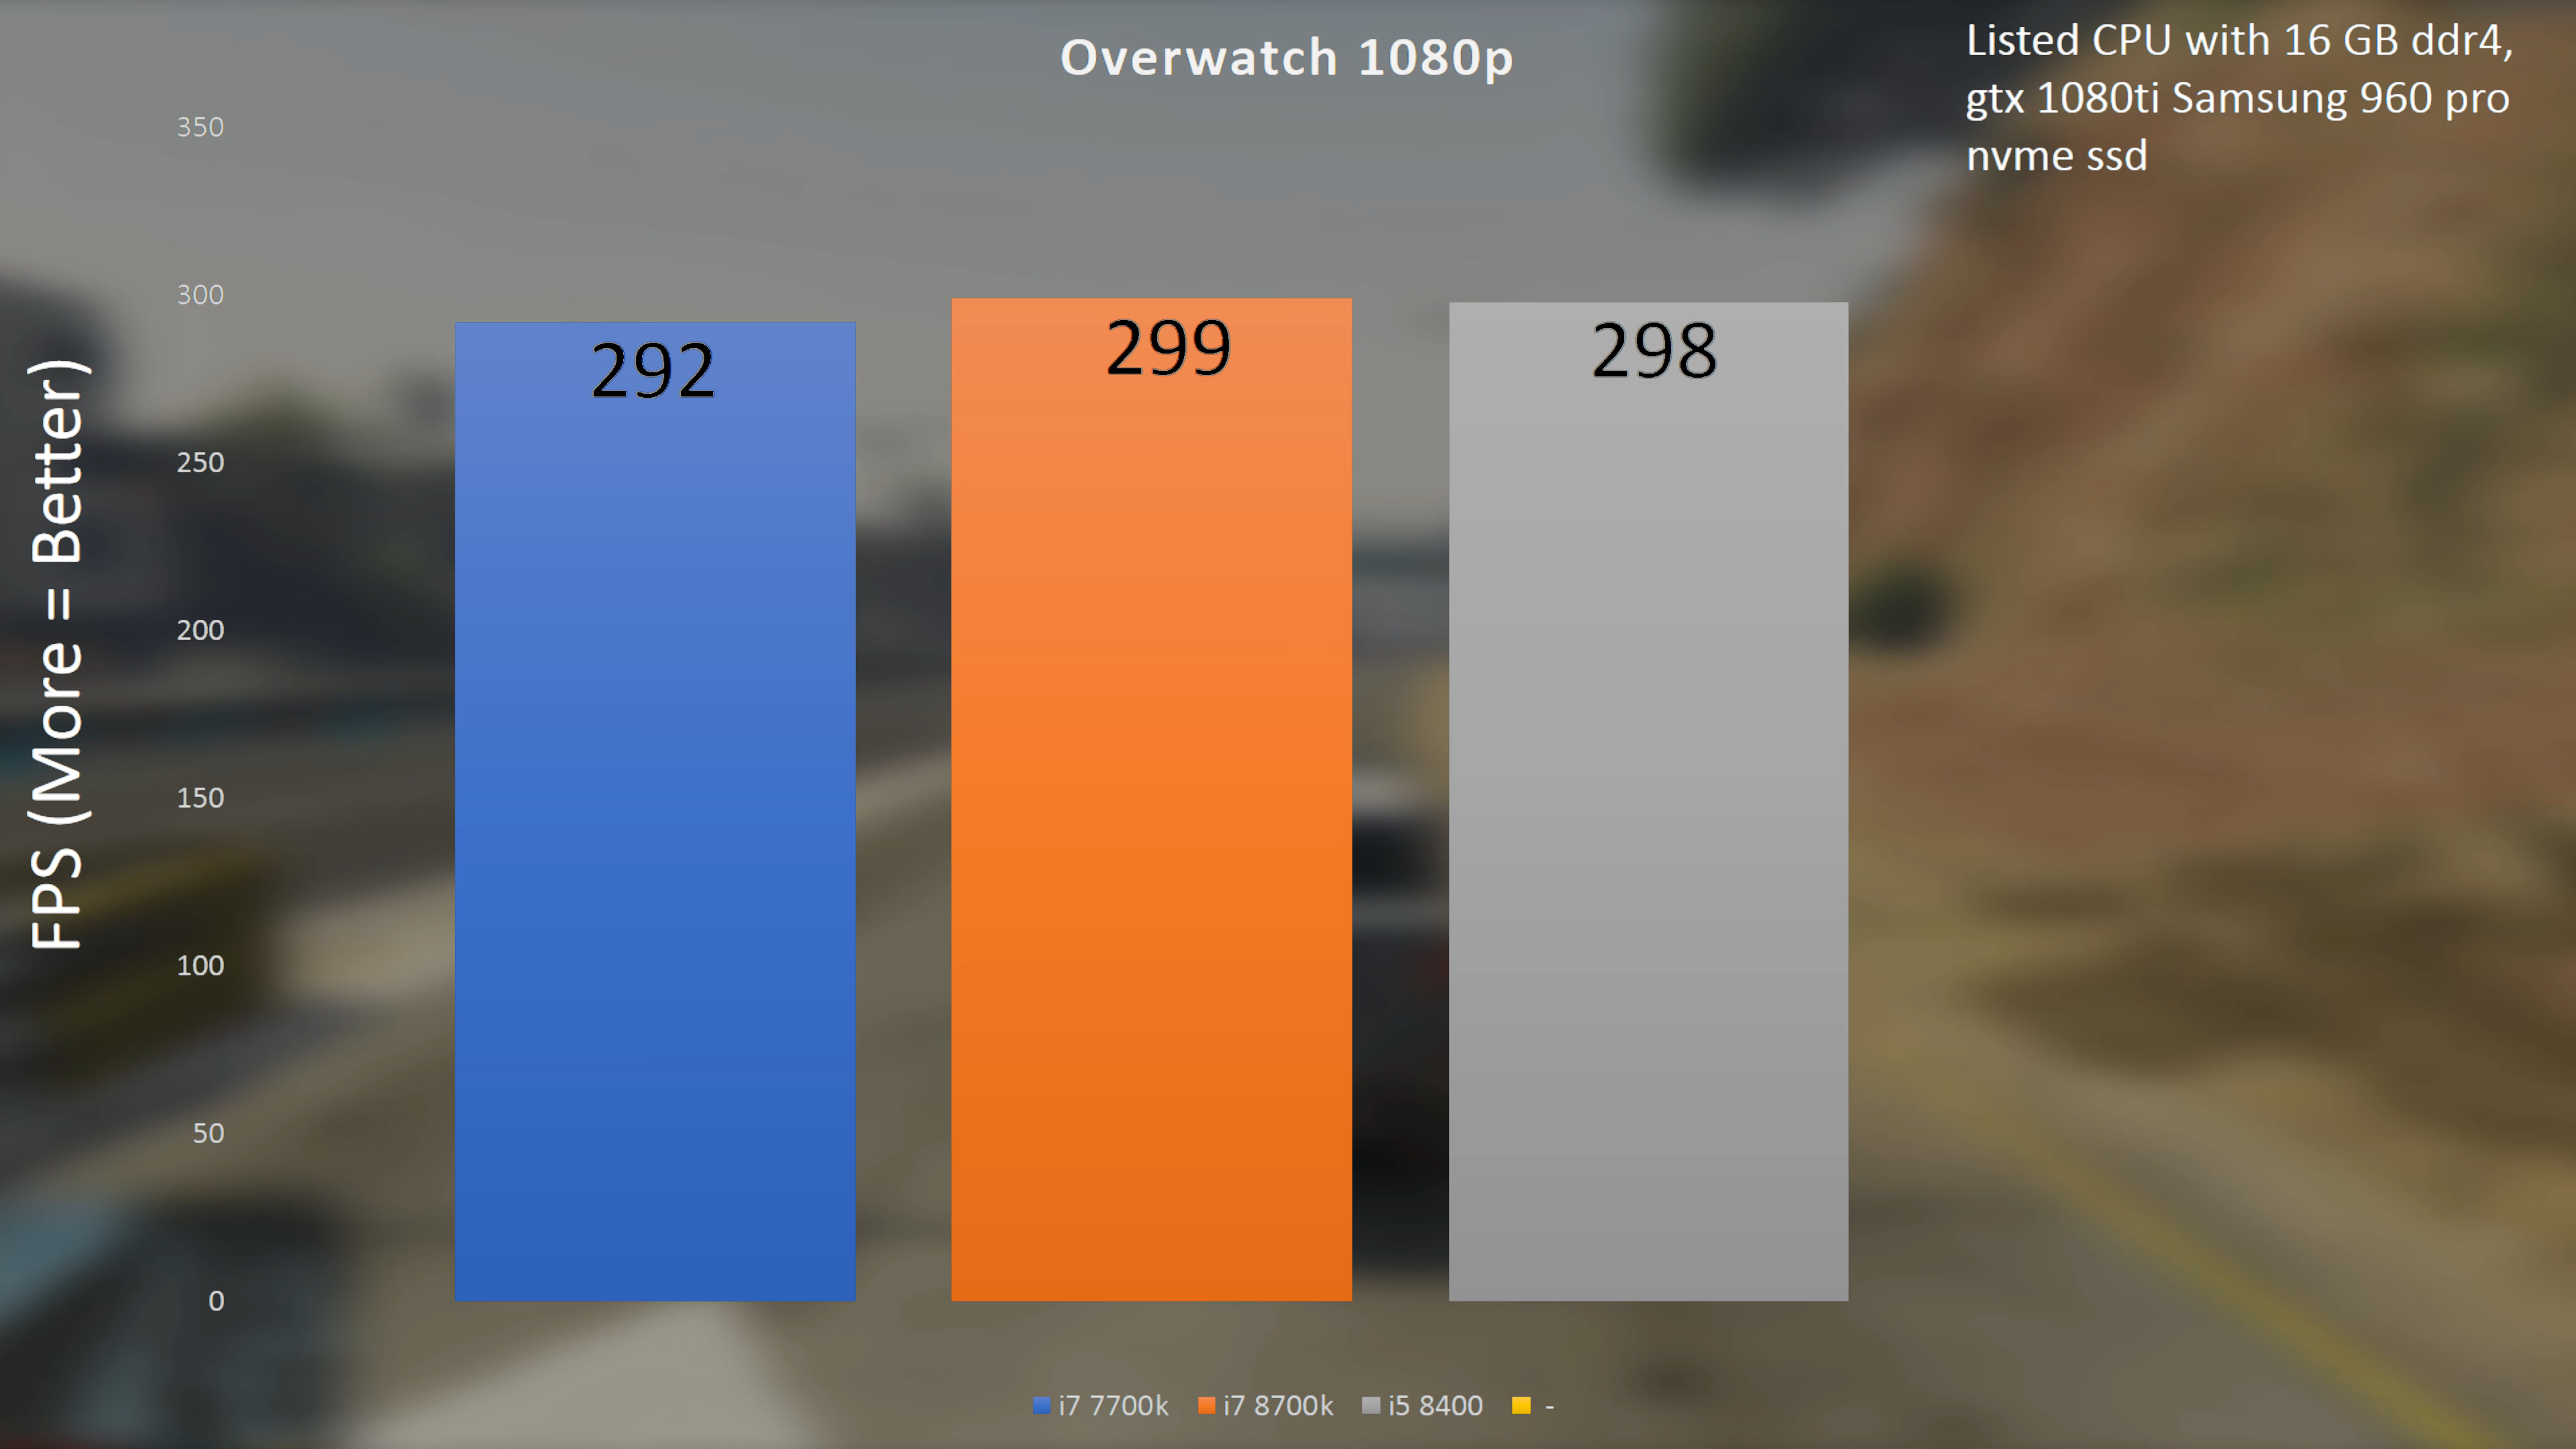 Overwatch 1080p
Listed CPU with 16 GB ddr4,
gtx 1080ti Samsung 960 pro
nvme ssd
FPS (More = Better)
350
300
250
200
150
100
50
0
292
299
298
i7 7700k
i7 8700k
i5 8400
-